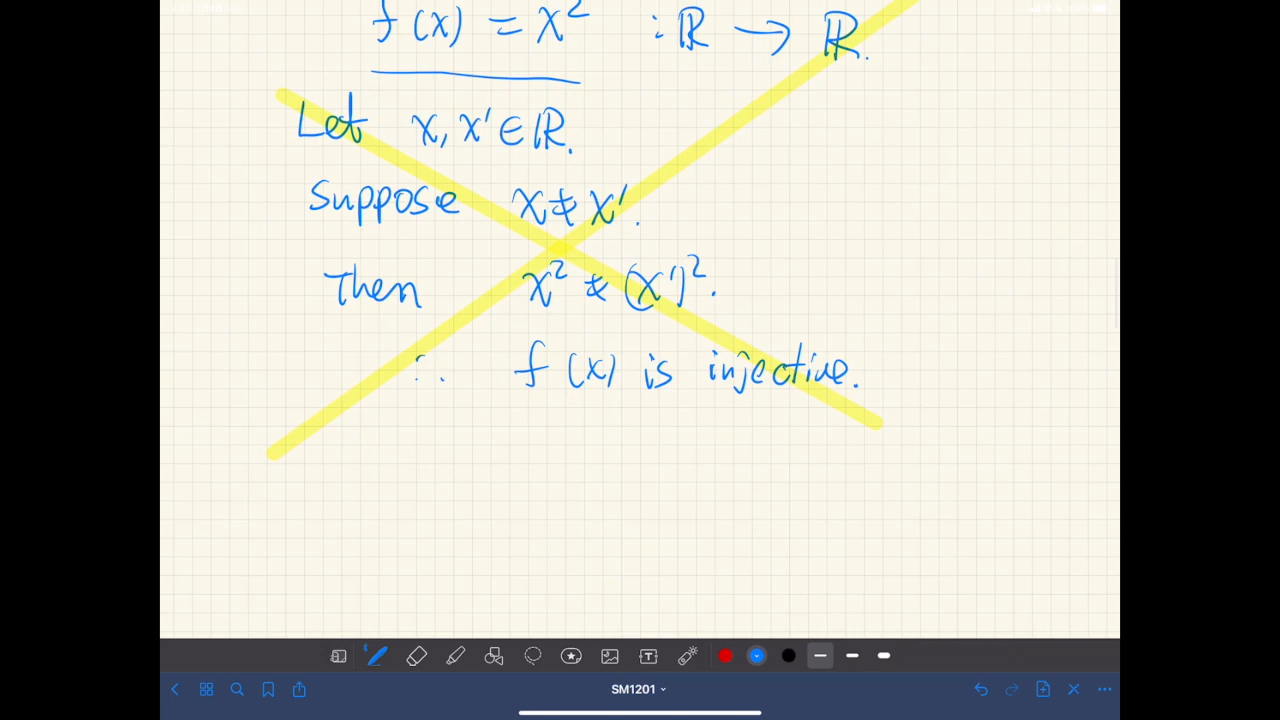 f(x) = x² : ℝ → ℝ.
Let x, x' ∈ ℝ.
Suppose x ≠ x'.
Then x² ≠ (x')².
∴ f(x) is injective.
SM1201